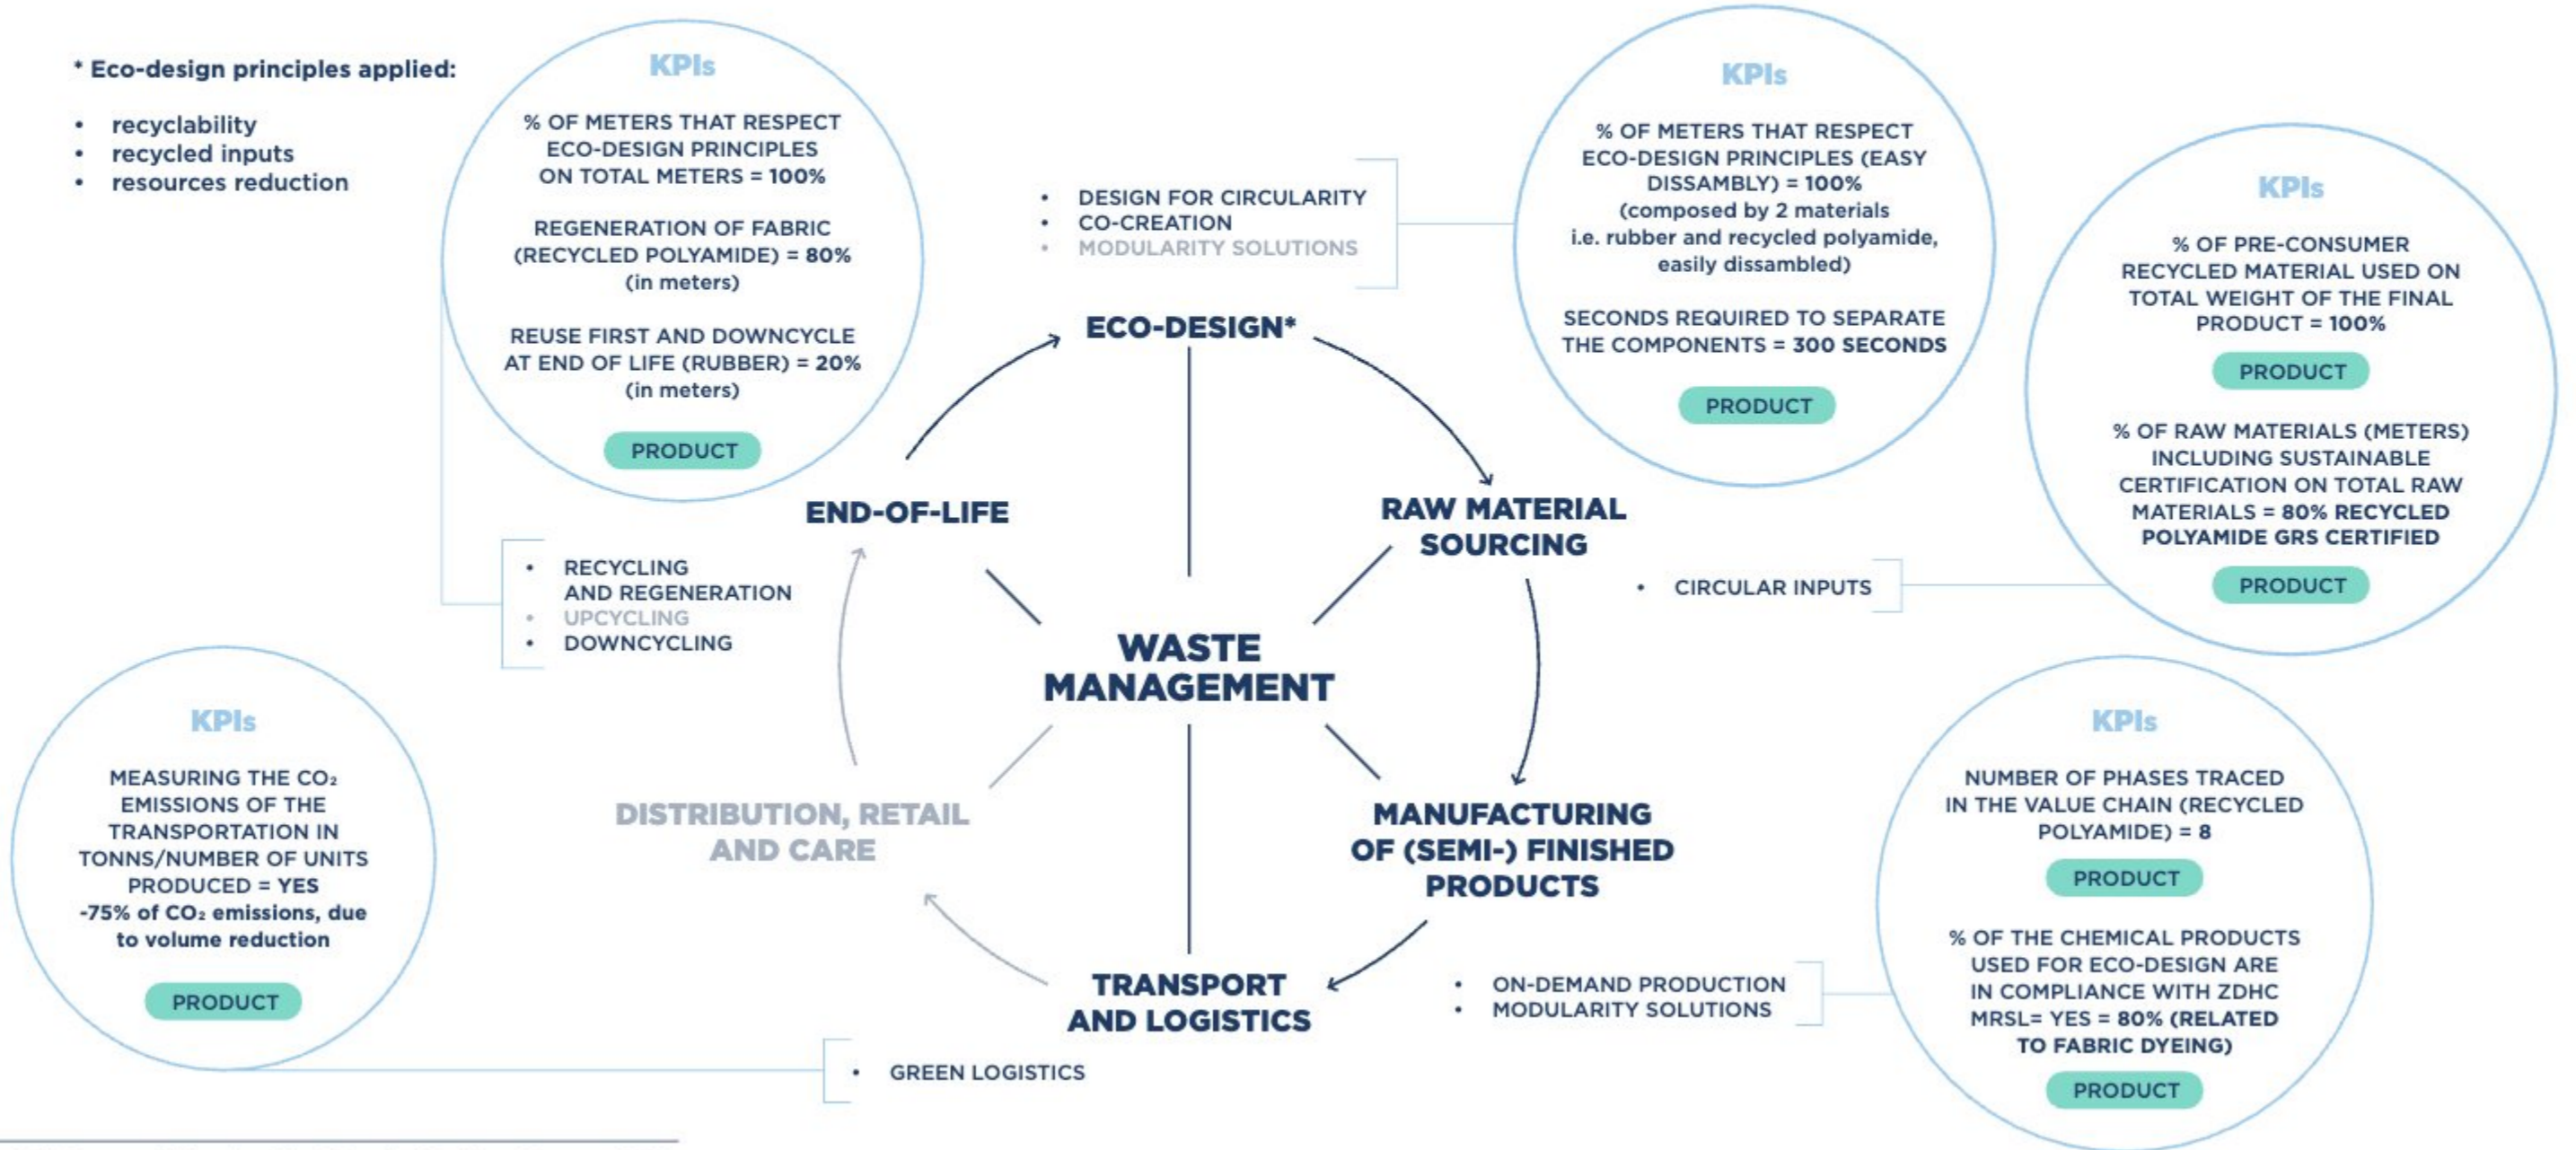 * Eco-design principles applied:
• recyclability
• recycled inputs
• resources reduction
KPIs
% OF METERS THAT RESPECT
ECO-DESIGN PRINCIPLES
ON TOTAL METERS = 100%
REGENERATION OF FABRIC
(RECYCLED POLYAMIDE) = 80%
(in meters)
REUSE FIRST AND DOWNCYCLE
AT END OF LIFE (RUBBER) = 20%
(in meters)
PRODUCT
• DESIGN FOR CIRCULARITY
• CO-CREATION
• MODULARITY SOLUTIONS
KPIs
% OF METERS THAT RESPECT
ECO-DESIGN PRINCIPLES (EASY
DISSAMBLY) = 100%
(composed by 2 materials
i.e. rubber and recycled polyamide,
easily dissambled)
SECONDS REQUIRED TO SEPARATE
THE COMPONENTS = 300 SECONDS
PRODUCT
KPIs
% OF PRE-CONSUMER
RECYCLED MATERIAL USED ON
TOTAL WEIGHT OF THE FINAL
PRODUCT = 100%
PRODUCT
% OF RAW MATERIALS (METERS)
INCLUDING SUSTAINABLE
CERTIFICATION ON TOTAL RAW
MATERIALS = 80% RECYCLED
POLYAMIDE GRS CERTIFIED
PRODUCT
ECO-DESIGN*
END-OF-LIFE
RAW MATERIAL
SOURCING
• RECYCLING
AND REGENERATION
• UPCYCLING
• DOWNCYCLING
• CIRCULAR INPUTS
WASTE
MANAGEMENT
KPIs
MEASURING THE CO₂
EMISSIONS OF THE
TRANSPORTATION IN
TONNS/NUMBER OF UNITS
PRODUCED = YES
-75% of CO₂ emissions, due
to volume reduction
PRODUCT
DISTRIBUTION, RETAIL
AND CARE
MANUFACTURING
OF (SEMI-) FINISHED
PRODUCTS
KPIs
NUMBER OF PHASES TRACED
IN THE VALUE CHAIN (RECYCLED
POLYAMIDE) = 8
PRODUCT
% OF THE CHEMICAL PRODUCTS
USED FOR ECO-DESIGN ARE
IN COMPLIANCE WITH ZDHC
MRSL= YES = 80% (RELATED
TO FABRIC DYEING)
PRODUCT
TRANSPORT
AND LOGISTICS
• ON-DEMAND PRODUCTION
• MODULARITY SOLUTIONS
• GREEN LOGISTICS